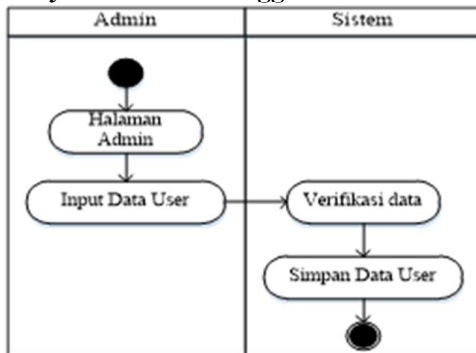 Admin
Sistem
Halaman
Admin
Input Data User
Verifikasi data
Simpan Data User